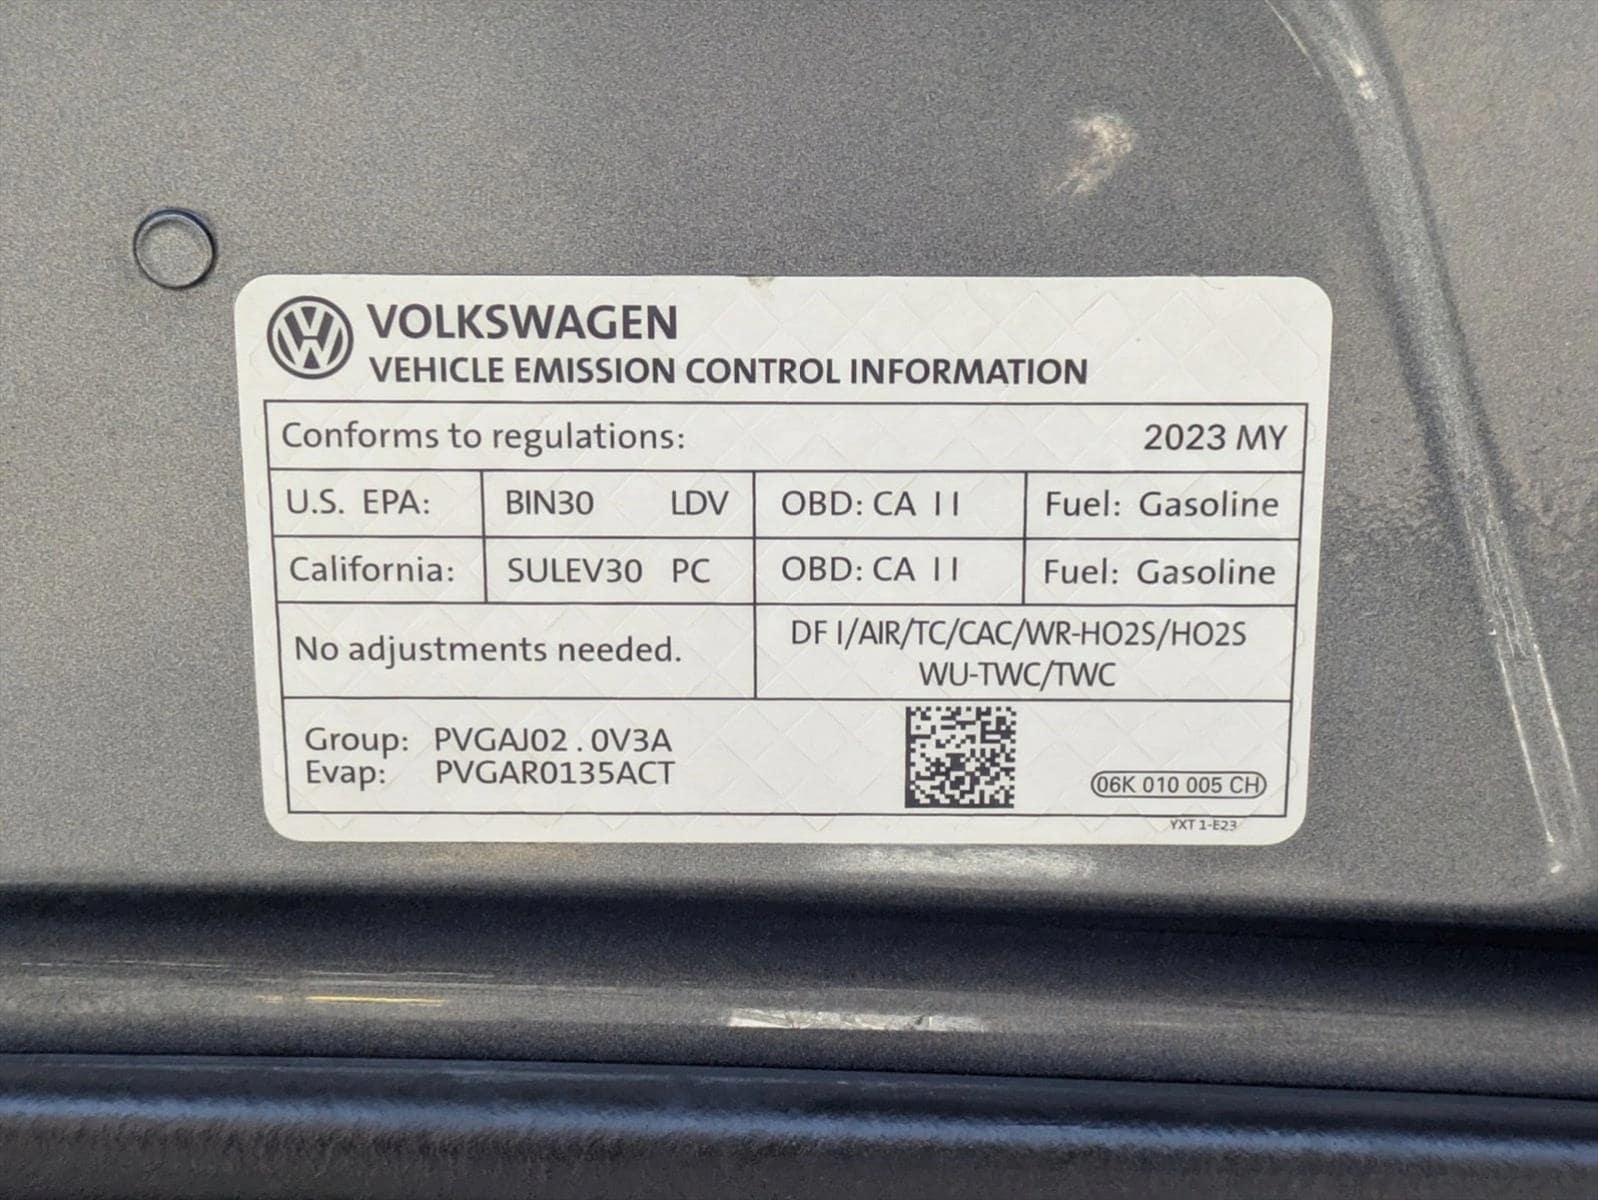 VOLKSWAGEN
VEHICLE EMISSION CONTROL INFORMATION
Conforms to regulations: 2023 MY
U.S. EPA: BIN30 LDV OBD: CA II Fuel: Gasoline
California: SULEV30 PC OBD: CA II Fuel: Gasoline
No adjustments needed.
DF I/AIR/TC/CAC/WR-HO2S/HO2S
WU-TWC/TWC
Group: PVGAJ02.0V3A
Evap: PVGAR0135ACT
06K 010 005 CH
YXT 1-E23